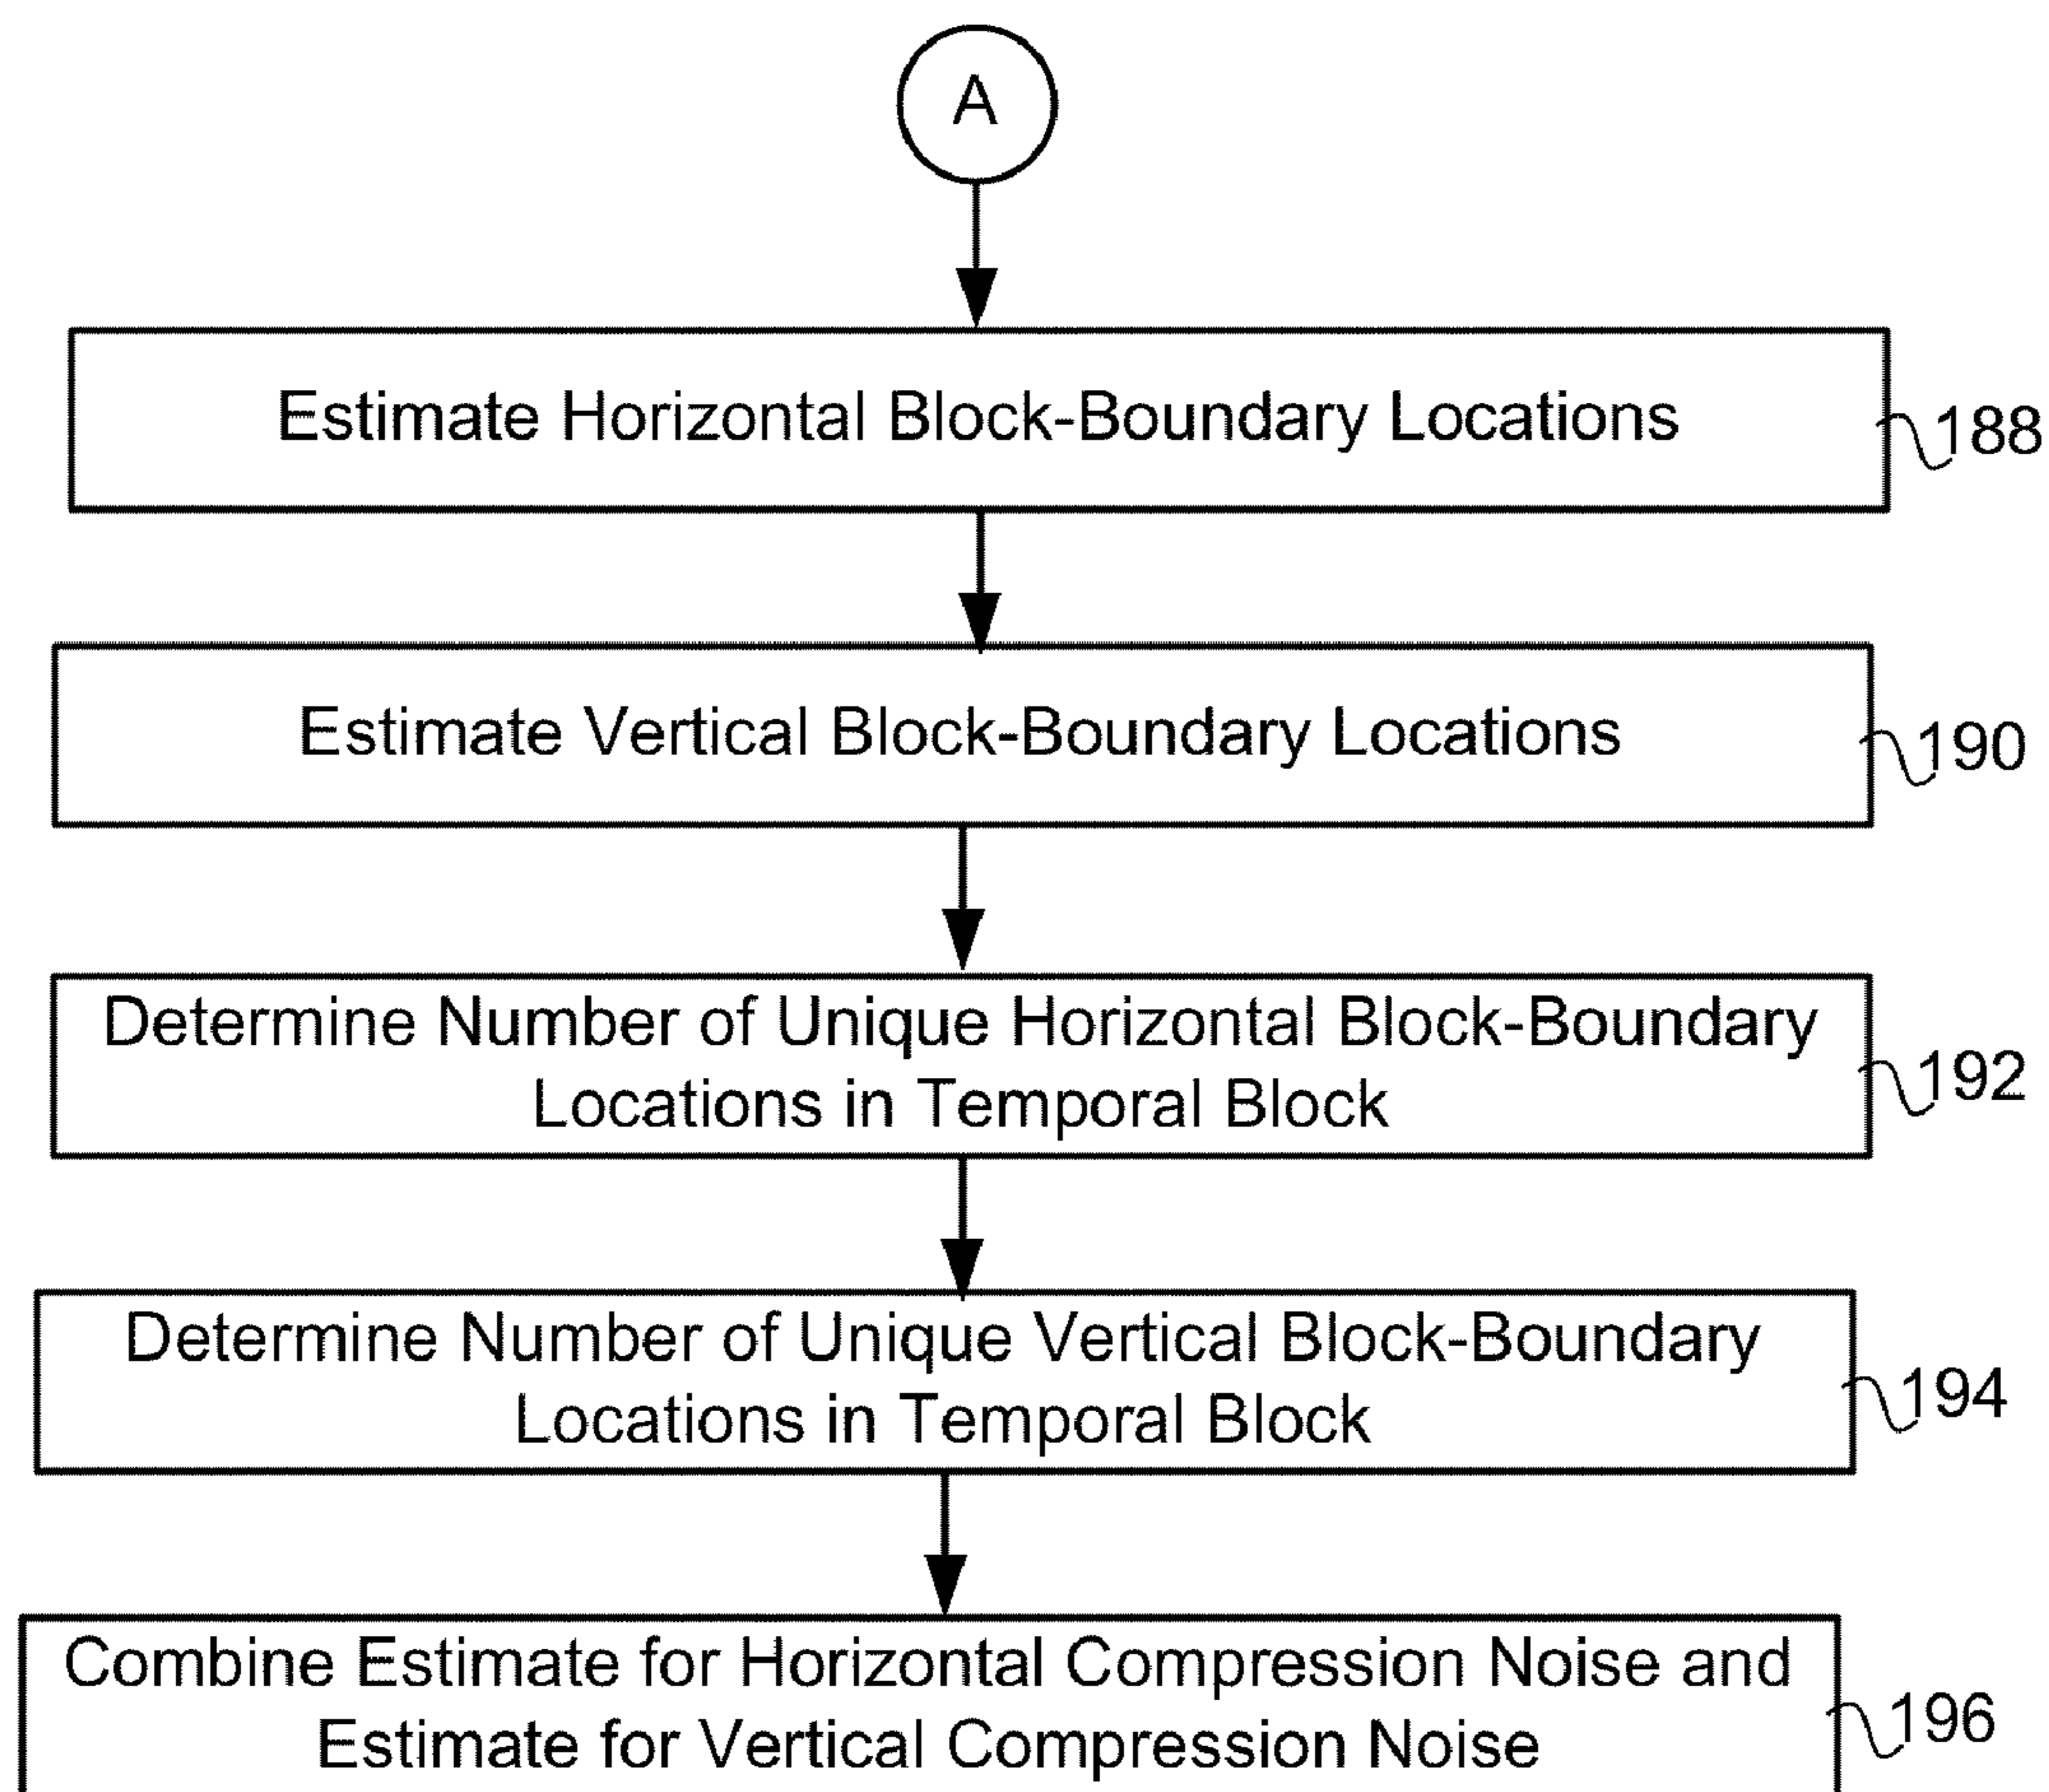 A
Estimate Horizontal Block-Boundary Locations
188
Estimate Vertical Block-Boundary Locations
190
Determine Number of Unique Horizontal Block-Boundary
Locations in Temporal Block
192
Determine Number of Unique Vertical Block-Boundary
Locations in Temporal Block
194
Combine Estimate for Horizontal Compression Noise and
Estimate for Vertical Compression Noise
196